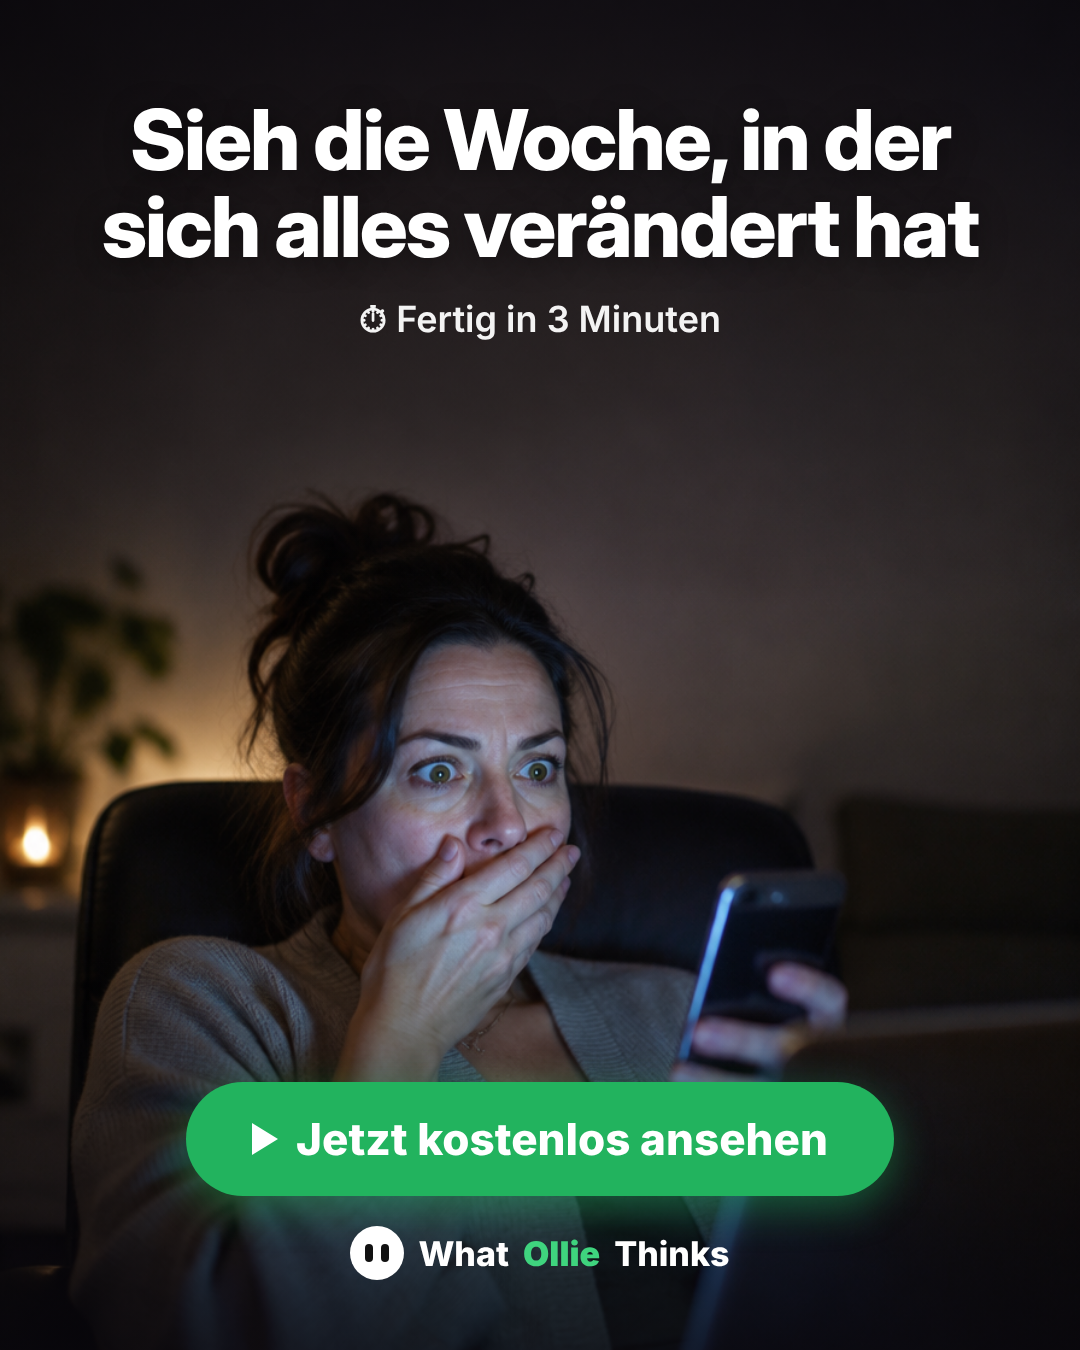 Sieh die Woche, in der
sich alles verändert hat
⏱ Fertig in 3 Minuten
▶ Jetzt kostenlos ansehen
What Ollie Thinks